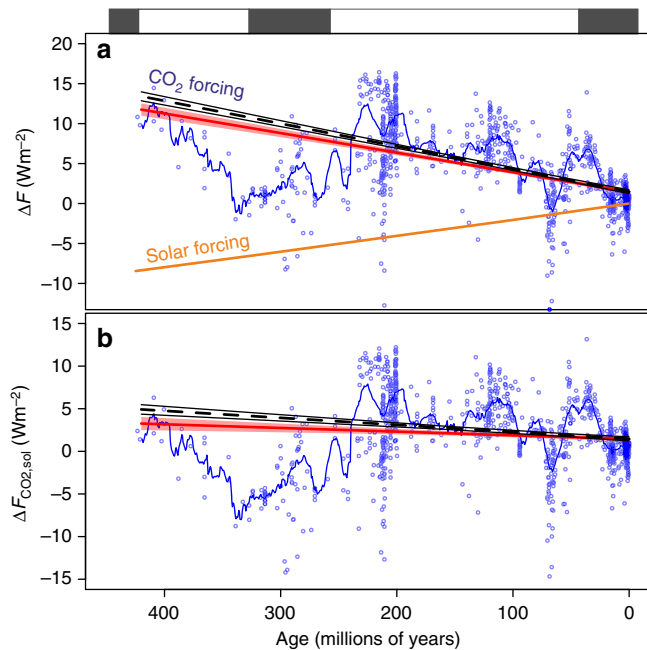 a
20
15
10
5
0
−5
−10
ΔF (Wm−2)
CO2 forcing
Solar forcing
b
15
10
5
0
−5
−10
−15
ΔFCO2,sol (Wm−2)
400 300 200 100 0
Age (millions of years)